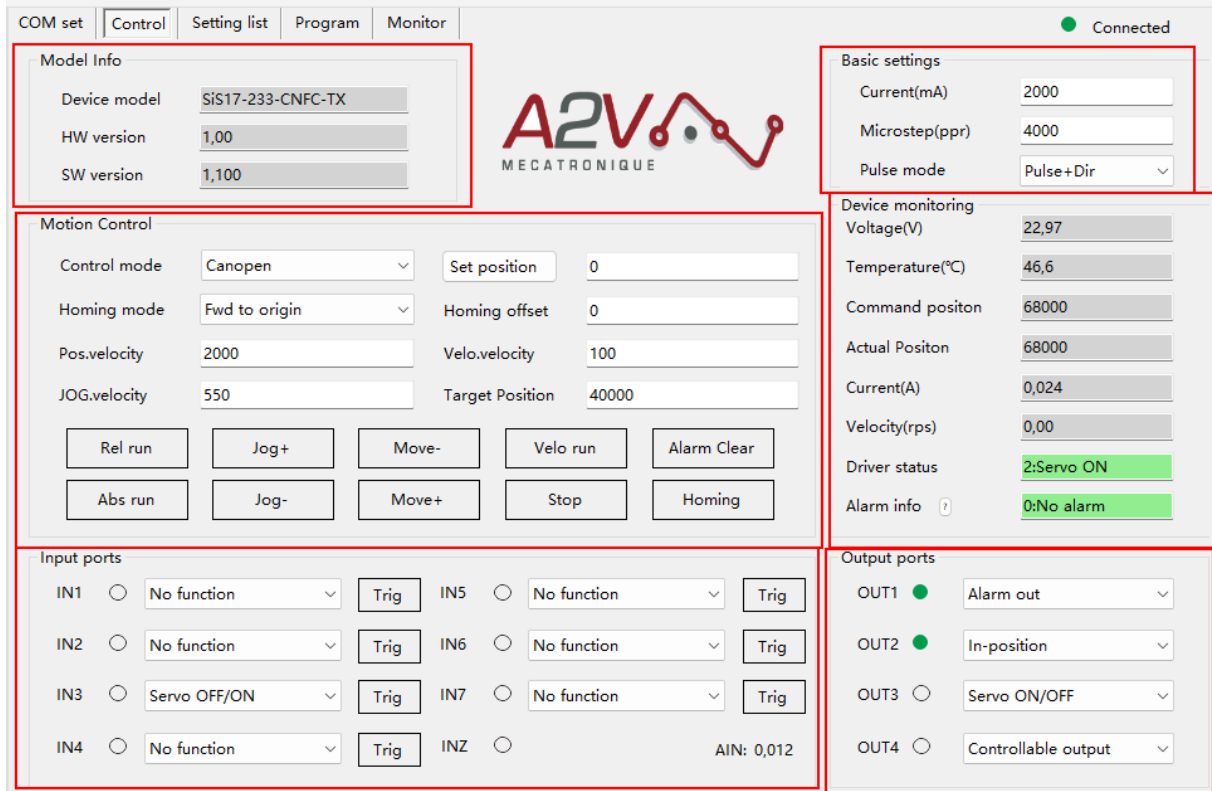 COM set Control Setting list Program Monitor Connected
Model Info
Device model SiS17-233-CNFC-TX
HW version 1,00
SW version 1,100
A2V
MECATRONIQUE
Basic settings
Current(mA) 2000
Microstep(ppr) 4000
Pulse mode Pulse+Dir
Motion Control
Control mode Canopen Set position 0
Homing mode Fwd to origin Homing offset 0
Pos.velocity 2000 Velo.velocity 100
JOG.velocity 550 Target Position 40000
Rel run Jog+ Move- Velo run Alarm Clear
Abs run Jog- Move+ Stop Homing
Device monitoring
Voltage(V) 22,97
Temperature(℃) 46,6
Command positon 68000
Actual Positon 68000
Current(A) 0,024
Velocity(rps) 0,00
Driver status 2:Servo ON
Alarm info ? 0:No alarm
Input ports
IN1 No function Trig IN5 No function Trig
IN2 No function Trig IN6 No function Trig
IN3 Servo OFF/ON Trig IN7 No function Trig
IN4 No function Trig INZ AIN: 0,012
Output ports
OUT1 Alarm out
OUT2 In-position
OUT3 Servo ON/OFF
OUT4 Controllable output